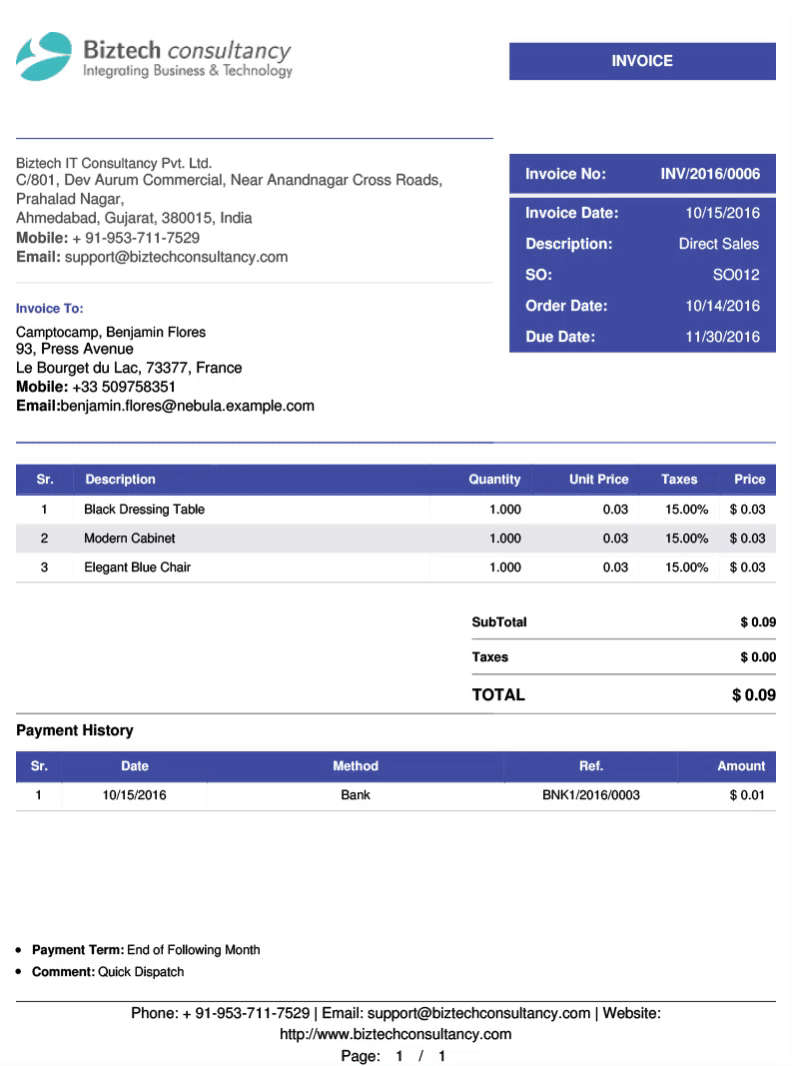 Biztech consultancy
Integrating Business & Technology
INVOICE
Biztech IT Consultancy Pvt. Ltd.
C/801, Dev Aurum Commercial, Near Anandnagar Cross Roads,
Prahalad Nagar,
Ahmedabad, Gujarat, 380015, India
Mobile: + 91-953-711-7529
Email: support@biztechconsultancy.com
Invoice No: INV/2016/0006
Invoice Date: 10/15/2016
Description: Direct Sales
SO: SO012
Order Date: 10/14/2016
Due Date: 11/30/2016
Invoice To:
Camptocamp, Benjamin Flores
93, Press Avenue
Le Bourget du Lac, 73377, France
Mobile: +33 509758351
Email:benjamin.flores@nebula.example.com
Sr. Description Quantity Unit Price Taxes Price
1 Black Dressing Table 1.000 0.03 15.00% $ 0.03
2 Modern Cabinet 1.000 0.03 15.00% $ 0.03
3 Elegant Blue Chair 1.000 0.03 15.00% $ 0.03
SubTotal $ 0.09
Taxes $ 0.00
TOTAL $ 0.09
Payment History
Sr. Date Method Ref. Amount
1 10/15/2016 Bank BNK1/2016/0003 $ 0.01
• Payment Term: End of Following Month
• Comment: Quick Dispatch
Phone: + 91-953-711-7529 | Email: support@biztechconsultancy.com | Website:
http://www.biztechconsultancy.com
Page: 1 / 1